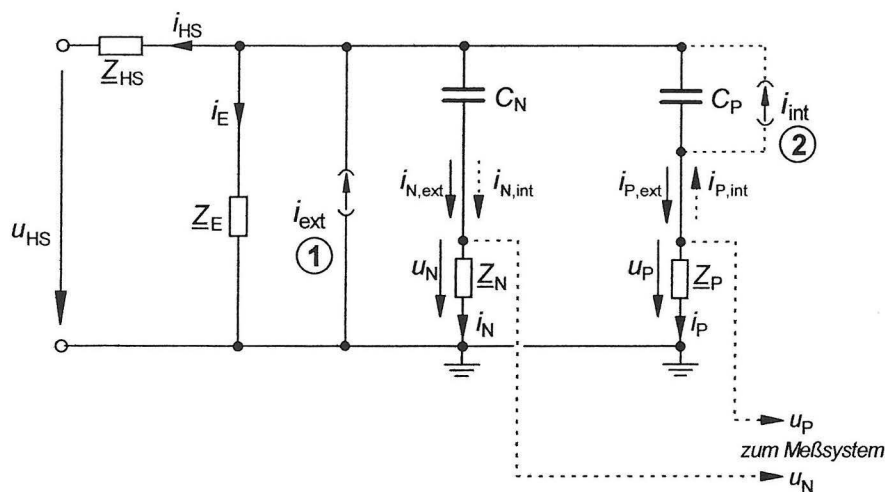 i_HS
Z_HS
i_E
Z_E
u_HS
i_ext
1
C_N
i_N,ext
i_N,int
u_N
Z_N
i_N
C_P
i_int
2
i_P,ext
i_P,int
u_P
Z_P
i_P
u_P
zum Meßsystem
u_N